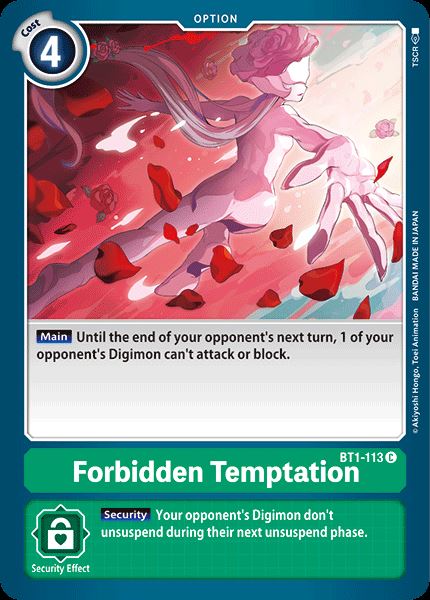 OPTION
Cost
4
TSCR
Main Until the end of your opponent's next turn, 1 of your
opponent's Digimon can't attack or block.
©Akiyoshi Hongo, Toei Animation BANDAI MADE IN JAPAN
BT1-113 C
Forbidden Temptation
Security Your opponent's Digimon don't
unsuspend during their next unsuspend phase.
Security Effect